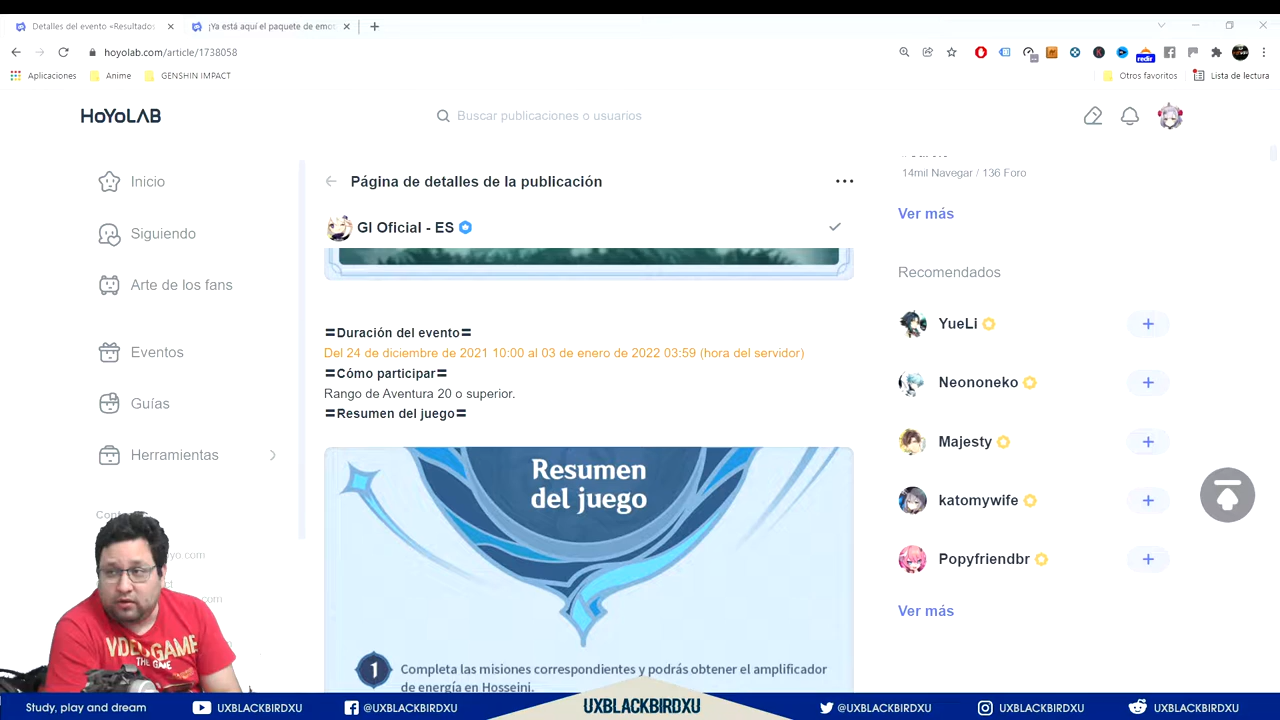 Detalles del evento «Resultados
¡Ya está aquí el paquete de emot
hoyolab.com/article/1738058
Aplicaciones
Anime
GENSHIN IMPACT
redir
Otros favoritos
Lista de lectura
HoYoLAB
Buscar publicaciones o usuarios
Inicio
Siguiendo
Arte de los fans
Eventos
Guías
Herramientas
Página de detalles de la publicación
GI Oficial - ES
〓Duración del evento〓
Del 24 de diciembre de 2021 10:00 al 03 de enero de 2022 03:59 (hora del servidor)
〓Cómo participar〓
Rango de Aventura 20 o superior.
〓Resumen del juego〓
Resumen
del juego
1 Completa las misiones correspondientes y podrás obtener el amplificador
de energía en Hosseini.
14mil Navegar / 136 Foro
Ver más
Recomendados
YueLi
Neononeko
Majesty
katomywife
Popyfriendbr
Ver más
VIDEOGAME
THE GAME
Study, play and dream
UXBLACKBIRDXU
@UXBLACKBIRDXU
UXBLACKBIRDXU
@UXBLACKBIRDXU
UXBLACKBIRDXU
UXBLACKBIRDXU